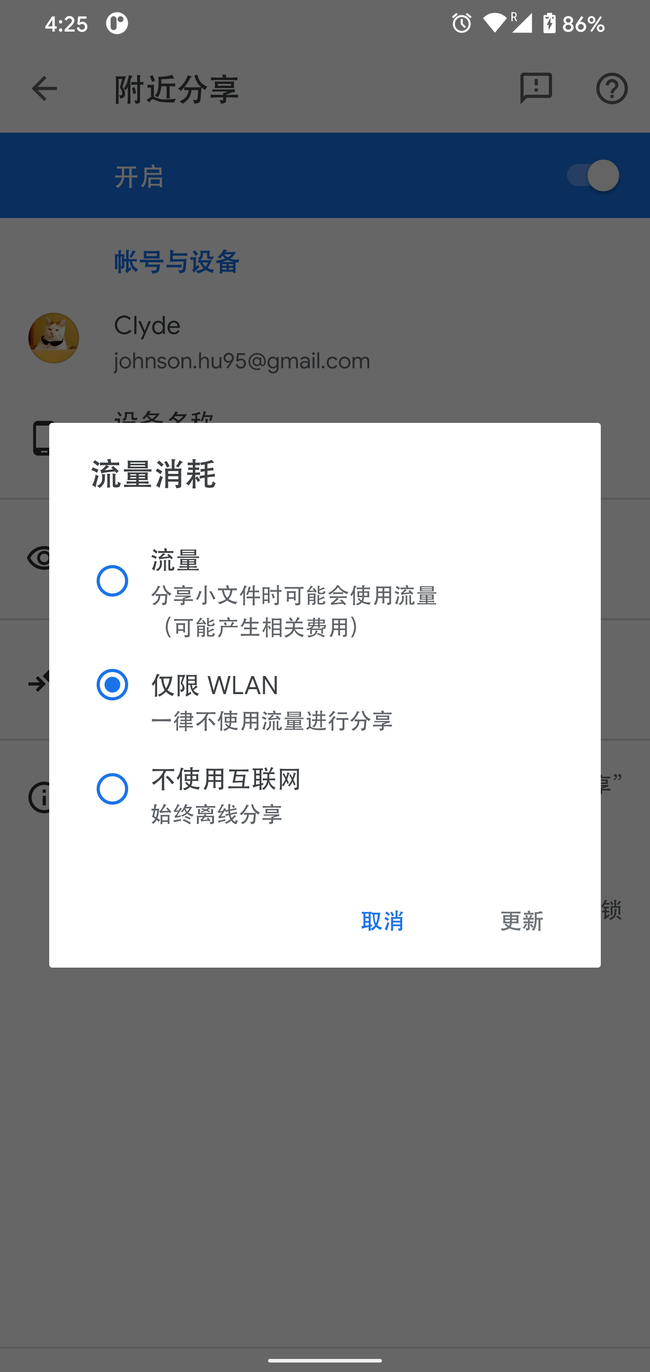 4:25
R
86%
附近分享
开启
帐号与设备
Clyde
johnson.hu95@gmail.com
设备名称
流量消耗
流量
分享小文件时可能会使用流量
（可能产生相关费用）
仅限 WLAN
一律不使用流量进行分享
不使用互联网
始终离线分享
享”
取消
更新
锁